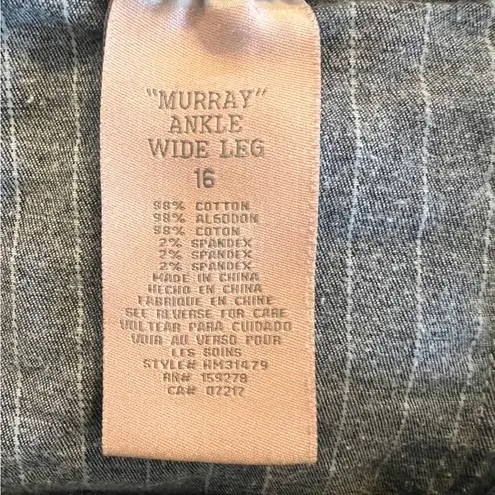 "MURRAY"
ANKLE
WIDE LEG
16
98% COTTON
98% ALGODON
98% COTON
2% SPANDEX
2% SPANDEX
2% SPANDEX
MADE IN CHINA
HECHO EN CHINA
FABRIQUE EN CHINE
SEE REVERSE FOR CARE
VOLTEAR PARA CUIDADO
VOIR AU VERSO POUR
LES SOINS
STYLE# HM31479
RN# 159278
CA# 07217